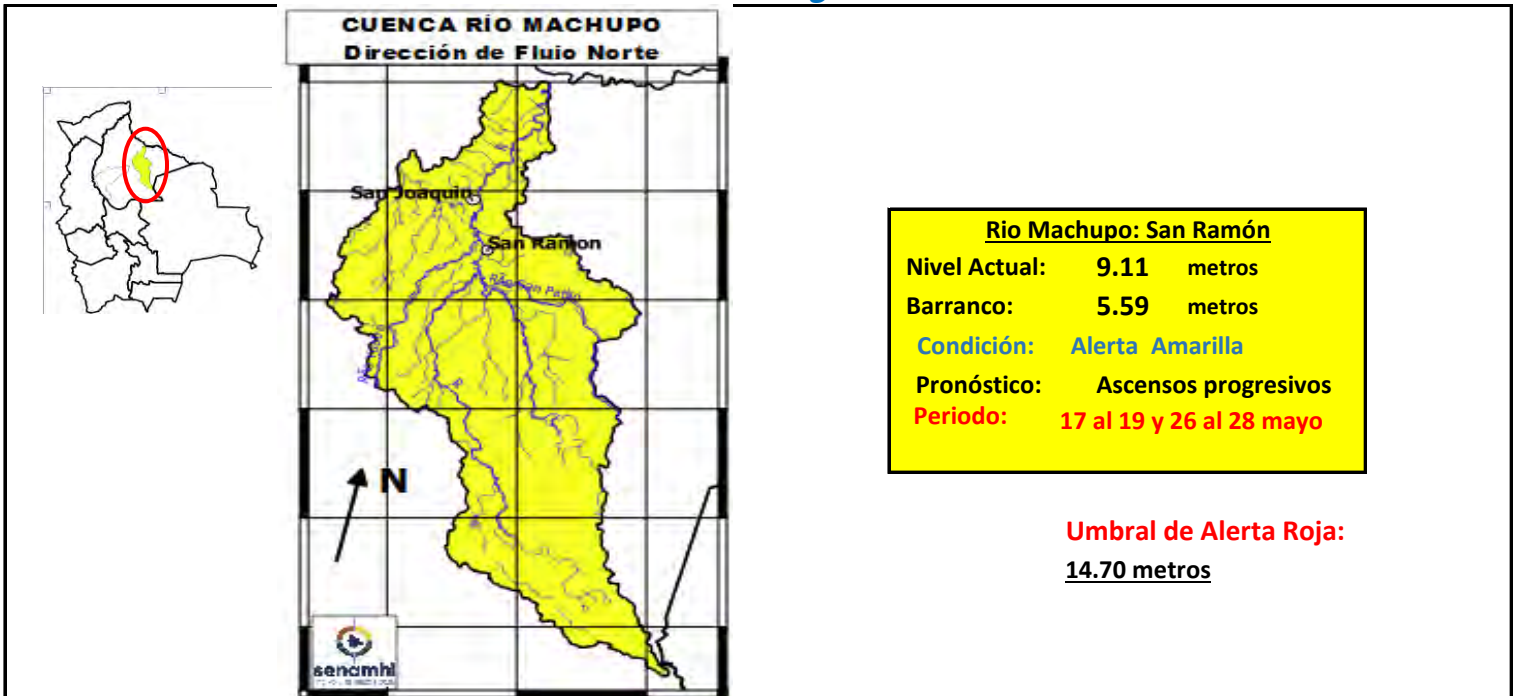 CUENCA RÍO MACHUPO
Dirección de Flujo Norte
San Joaquin
San Ramon
N
senamhi
Rio Machupo: San Ramón
Nivel Actual: 9.11 metros
Barranco: 5.59 metros
Condición: Alerta Amarilla
Pronóstico: Ascensos progresivos
Periodo: 17 al 19 y 26 al 28 mayo
Umbral de Alerta Roja:
14.70 metros